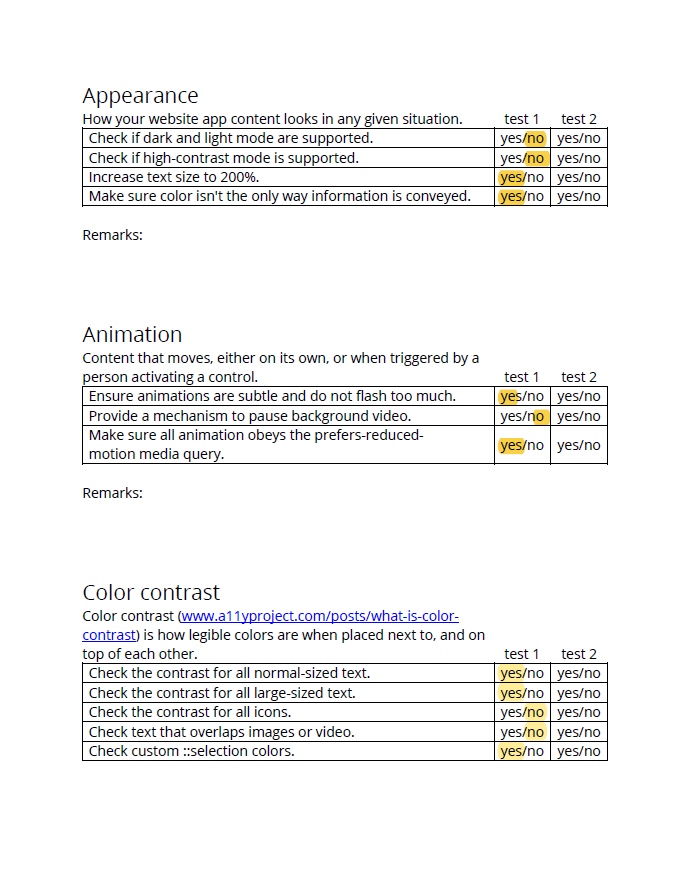 Appearance
How your website app content looks in any given situation. test 1 test 2
Check if dark and light mode are supported. yes/no yes/no
Check if high-contrast mode is supported. yes/no yes/no
Increase text size to 200%. yes/no yes/no
Make sure color isn't the only way information is conveyed. yes/no yes/no
Remarks:
Animation
Content that moves, either on its own, or when triggered by a
person activating a control. test 1 test 2
Ensure animations are subtle and do not flash too much. yes/no yes/no
Provide a mechanism to pause background video. yes/no yes/no
Make sure all animation obeys the prefers-reduced-
motion media query. yes/no yes/no
Remarks:
Color contrast
Color contrast (www.a11yproject.com/posts/what-is-color-
contrast) is how legible colors are when placed next to, and on
top of each other. test 1 test 2
Check the contrast for all normal-sized text. yes/no yes/no
Check the contrast for all large-sized text. yes/no yes/no
Check the contrast for all icons. yes/no yes/no
Check text that overlaps images or video. yes/no yes/no
Check custom ::selection colors. yes/no yes/no